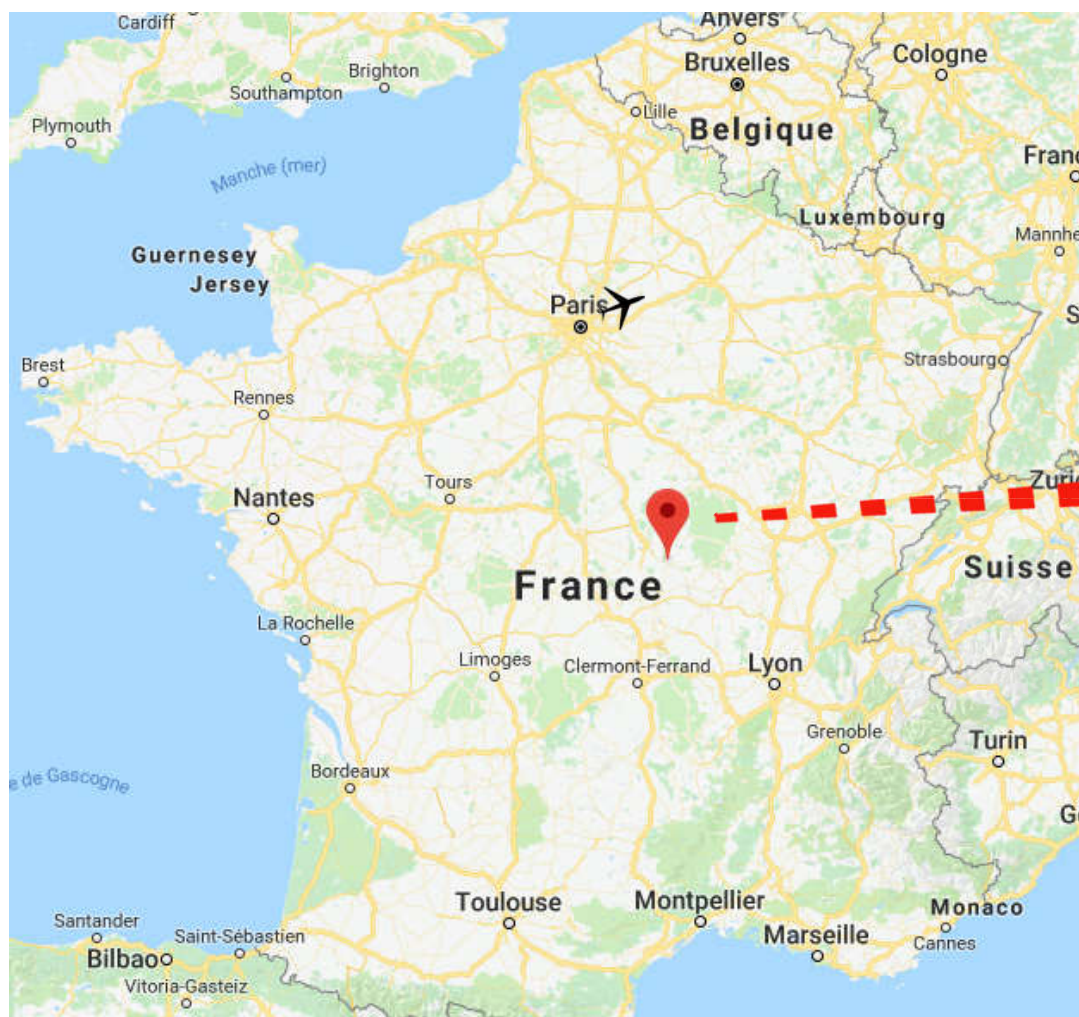 Cardiff
Southampton
Brighton
Plymouth
Manche (mer)
Guernesey
Jersey
Anvers
Bruxelles
Cologne
Lille
Belgique
Franc
Luxembourg
Mannhe
Paris
S
Strasbourg
Brest
Rennes
Tours
Nantes
Zuric
Suisse
France
La Rochelle
Limoges
Clermont-Ferrand
Lyon
Grenoble
Turin
Bordeaux
e de Gascogne
G
Toulouse
Montpellier
Monaco
Marseille
Cannes
Santander
Saint-Sébastien
Bilbao
Vitoria-Gasteiz